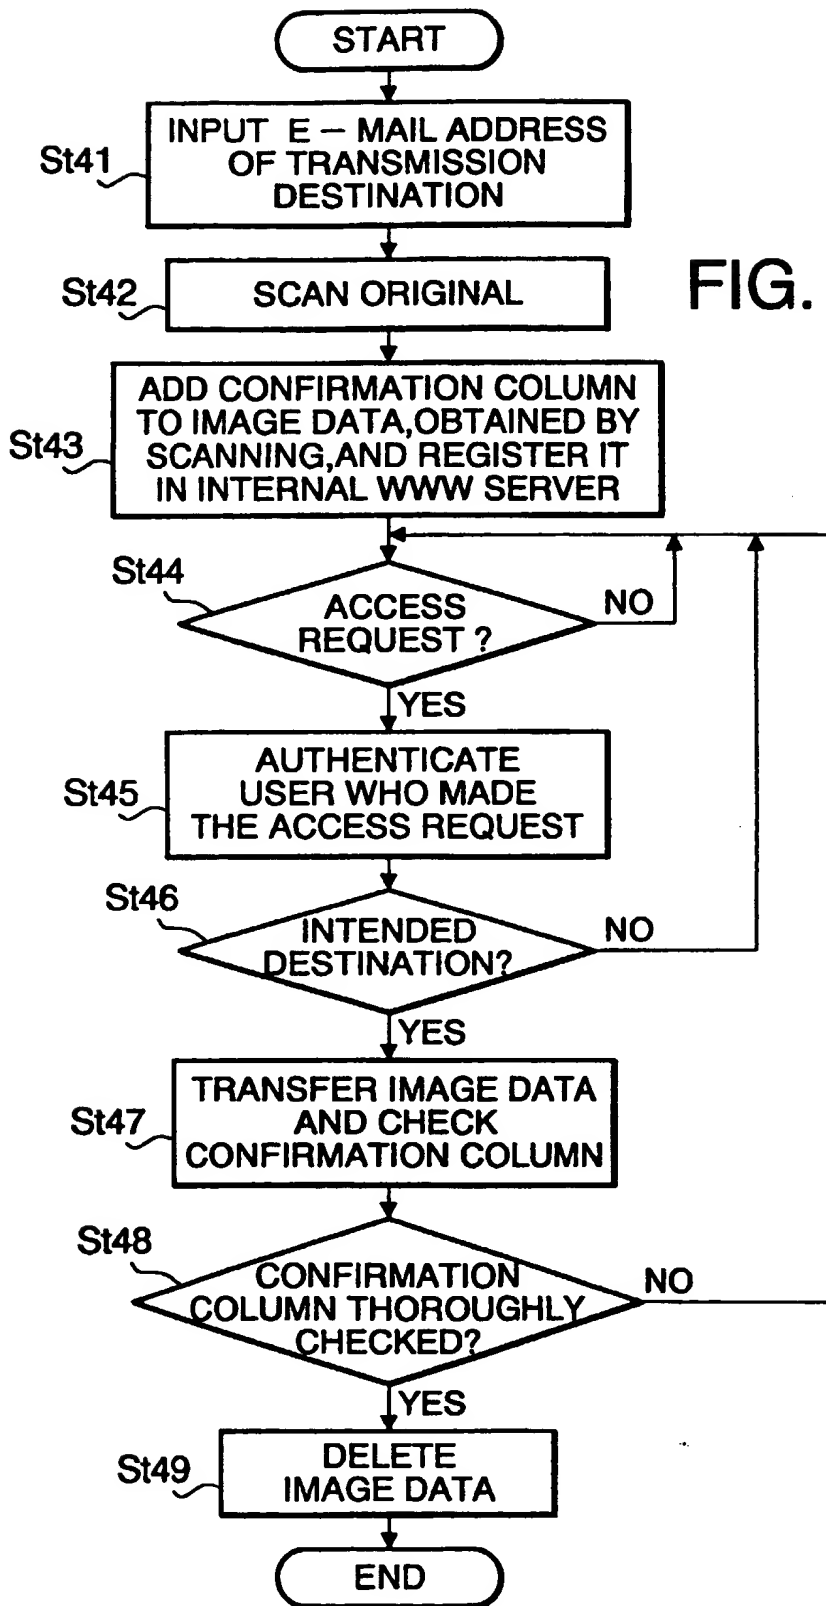 START
St41
INPUT E – MAIL ADDRESS
OF TRANSMISSION
DESTINATION
St42
SCAN ORIGINAL
FIG.
St43
ADD CONFIRMATION COLUMN
TO IMAGE DATA,OBTAINED BY
SCANNING,AND REGISTER IT
IN INTERNAL WWW SERVER
St44
ACCESS
REQUEST ?
NO
YES
St45
AUTHENTICATE
USER WHO MADE
THE ACCESS REQUEST
St46
INTENDED
DESTINATION?
NO
YES
St47
TRANSFER IMAGE DATA
AND CHECK
CONFIRMATION COLUMN
St48
CONFIRMATION
COLUMN THOROUGHLY
CHECKED?
NO
YES
St49
DELETE
IMAGE DATA
END